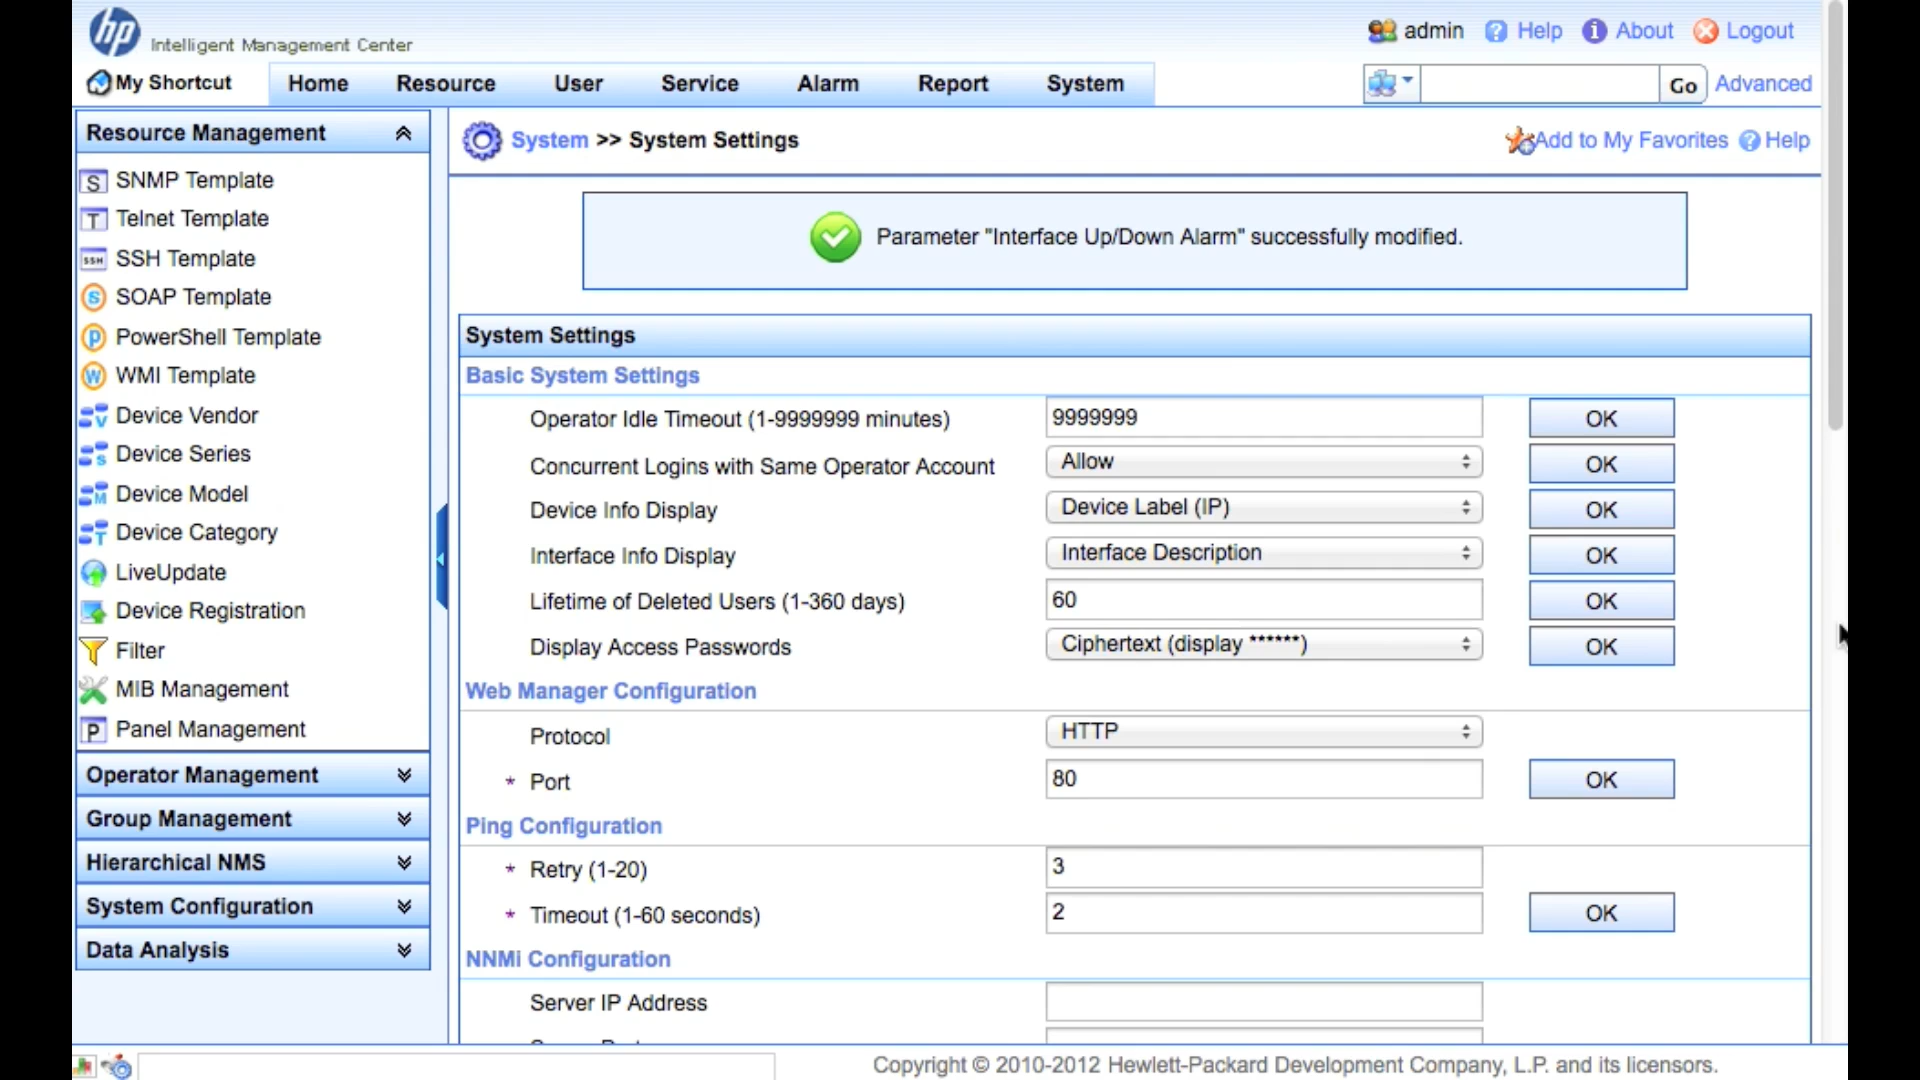 hp Intelligent Management Center
admin Help About Logout
My Shortcut Home Resource User Service Alarm Report System Go Advanced
Resource Management
SNMP Template
Telnet Template
SSH Template
SOAP Template
PowerShell Template
WMI Template
Device Vendor
Device Series
Device Model
Device Category
LiveUpdate
Device Registration
Filter
MIB Management
Panel Management
Operator Management
Group Management
Hierarchical NMS
System Configuration
Data Analysis
System >> System Settings
Add to My Favorites Help
Parameter "Interface Up/Down Alarm" successfully modified.
System Settings
Basic System Settings
Operator Idle Timeout (1-9999999 minutes) 9999999 OK
Concurrent Logins with Same Operator Account Allow OK
Device Info Display Device Label (IP) OK
Interface Info Display Interface Description OK
Lifetime of Deleted Users (1-360 days) 60 OK
Display Access Passwords Ciphertext (display ******) OK
Web Manager Configuration
Protocol HTTP
* Port 80 OK
Ping Configuration
* Retry (1-20) 3
* Timeout (1-60 seconds) 2 OK
NNMi Configuration
Server IP Address
Copyright © 2010-2012 Hewlett-Packard Development Company, L.P. and its licensors.